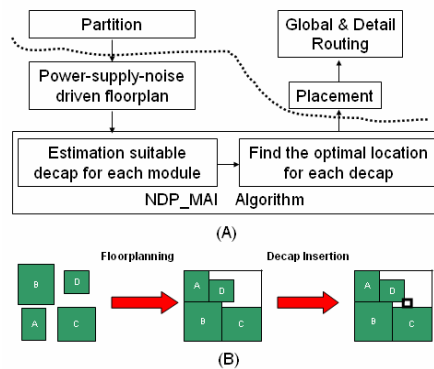 Partition
Global & Detail
Routing
Power-supply-noise
driven floorplan
Placement
Estimation suitable
decap for each module
Find the optimal location
for each decap
NDP_MAI Algorithm
(A)
Floorplanning
Decap Insertion
B
D
A
C
A
D
B
C
A
D
B
C
(B)